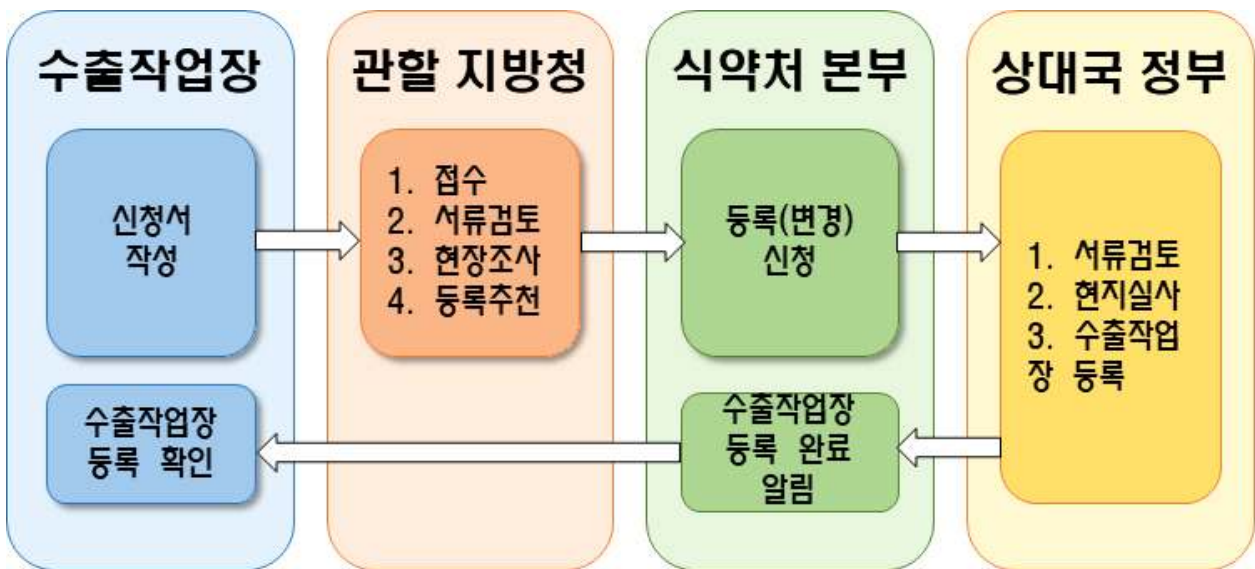 수출작업장
신청서
작성
수출작업장
등록 확인
관할 지방청
1. 접수
2. 서류검토
3. 현장조사
4. 등록추천
식약처 본부
등록(변경)
신청
수출작업장
등록 완료
알림
상대국 정부
1. 서류검토
2. 현지실사
3. 수출작업
장 등록